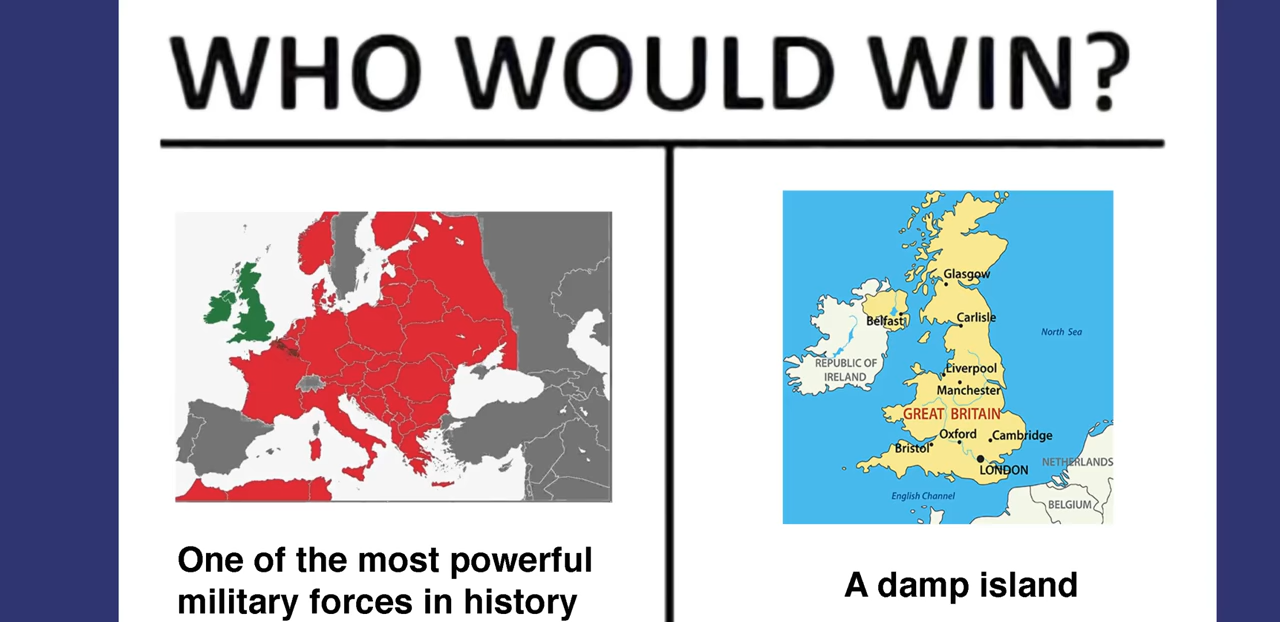 WHO WOULD WIN?
One of the most powerful
military forces in history
Glasgow
Belfast
Carlisle
North Sea
REPUBLIC OF
IRELAND
Liverpool
Manchester
GREAT BRITAIN
Oxford
Cambridge
Bristol
LONDON
NETHERLANDS
English Channel
BELGIUM
A damp island